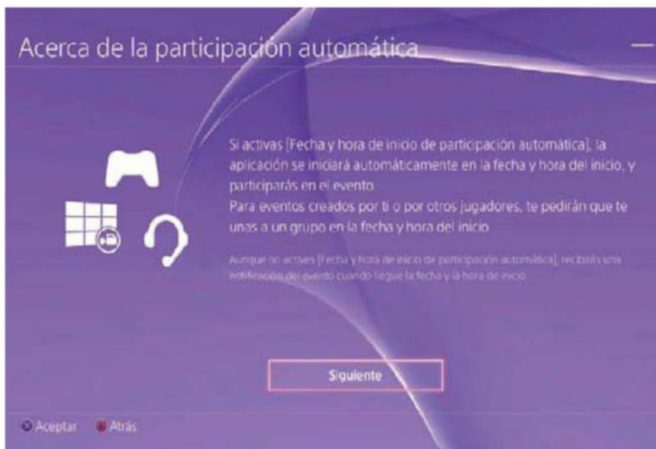 Acerca de la participación automática
Si activas [Fecha y hora de inicio de participación automática], la
aplicación se iniciará automáticamente en la fecha y hora del inicio, y
participarás en el evento.
Para eventos creados por ti o por otros jugadores, te pedirán que te
unas a un grupo en la fecha y hora del inicio.
Aunque no actives [Fecha y hora de inicio de participación automática], recibirás una
notificación del evento cuando llegue la fecha y la hora de inicio.
Siguiente
Aceptar
Atrás